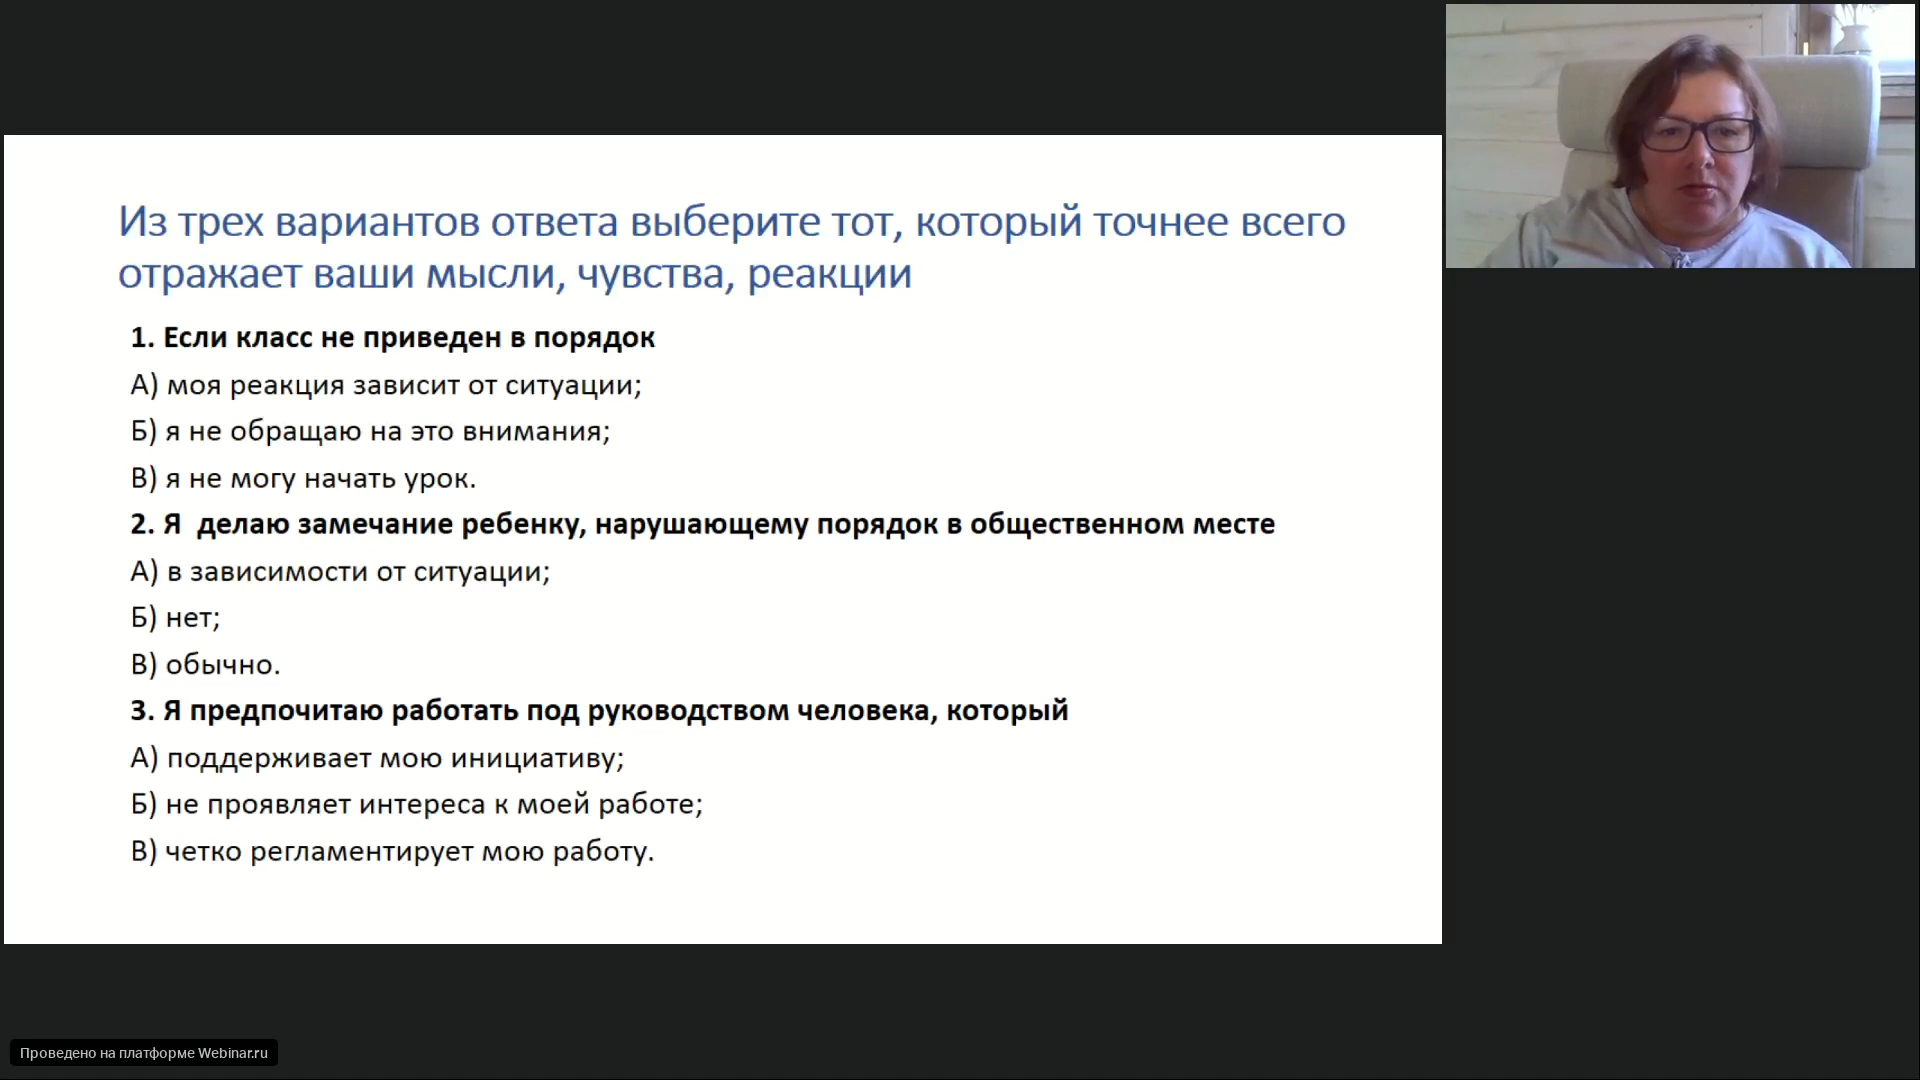 Из трех вариантов ответа выберите тот, который точнее всего
отражает ваши мысли, чувства, реакции
1. Если класс не приведен в порядок
А) моя реакция зависит от ситуации;
Б) я не обращаю на это внимания;
В) я не могу начать урок.
2. Я  делаю замечание ребенку, нарушающему порядок в общественном месте
А) в зависимости от ситуации;
Б) нет;
В) обычно.
3. Я предпочитаю работать под руководством человека, который
А) поддерживает мою инициативу;
Б) не проявляет интереса к моей работе;
В) четко регламентирует мою работу.
Проведено на платформе Webinar.ru